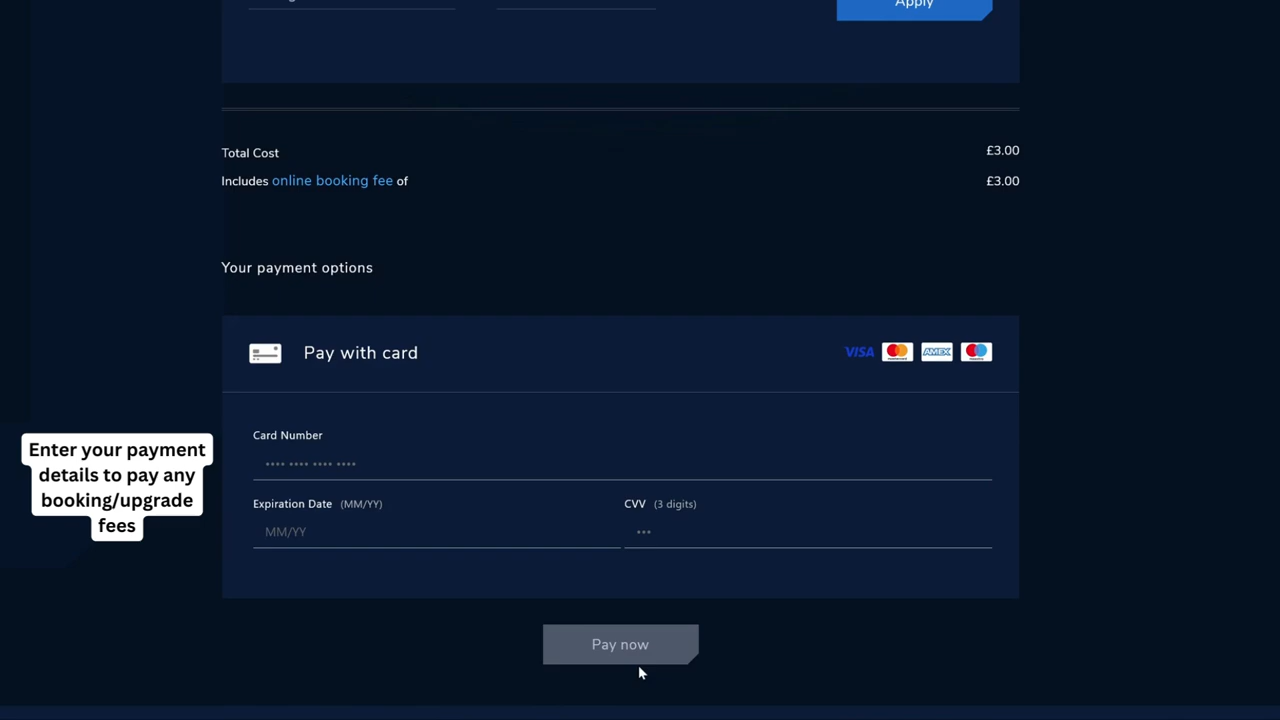 Apply
Total Cost £3.00
Includes online booking fee of £3.00
Your payment options
Pay with card VISA AMEX
Card Number
•••• •••• •••• ••••
Expiration Date (MM/YY) CVV (3 digits)
MM/YY •••
Enter your payment
details to pay any
booking/upgrade
fees
Pay now